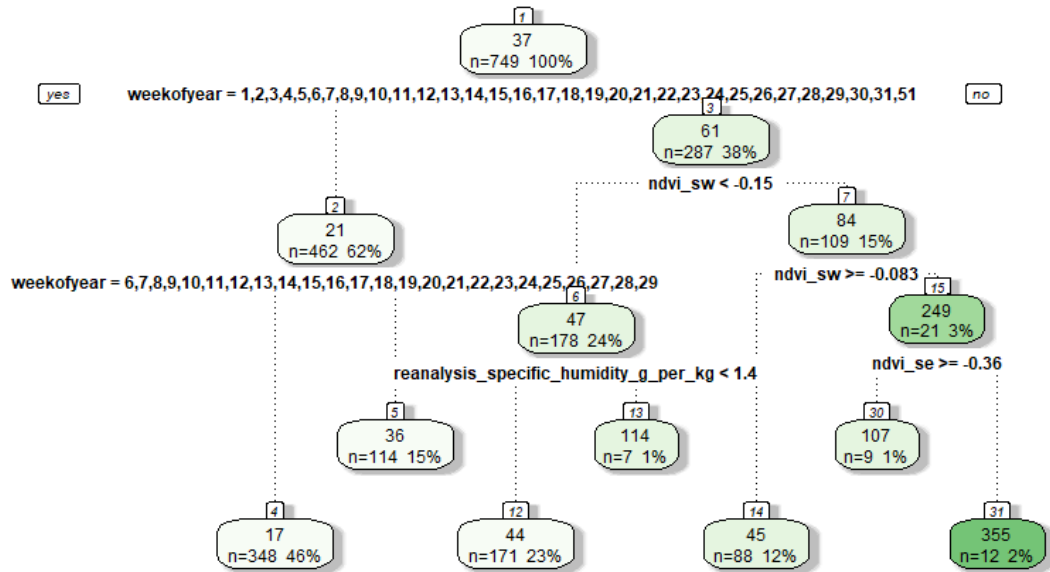 1
37
n=749 100%
yes
weekofyear = 1,2,3,4,5,6,7,8,9,10,11,12,13,14,15,16,17,18,19,20,21,22,23,24,25,26,27,28,29,30,31,51
no
3
61
n=287 38%
ndvi_sw < -0.15
2
21
n=462 62%
7
84
n=109 15%
weekofyear = 6,7,8,9,10,11,12,13,14,15,16,17,18,19,20,21,22,23,24,25,26,27,28,29
ndvi_sw >= -0.083
6
47
n=178 24%
15
249
n=21 3%
reanalysis_specific_humidity_g_per_kg < 1.4
ndvi_se >= -0.36
5
36
n=114 15%
13
114
n=7 1%
30
107
n=9 1%
4
17
n=348 46%
12
44
n=171 23%
14
45
n=88 12%
31
355
n=12 2%